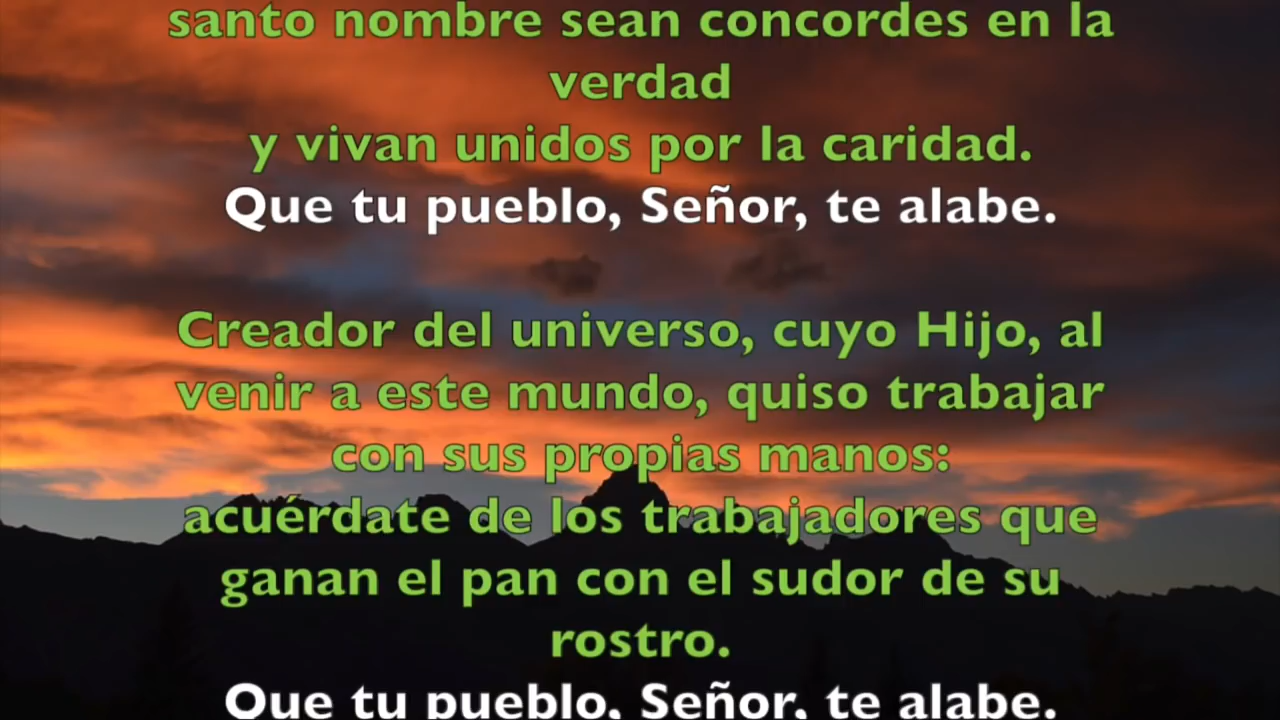 santo nombre sean concordes en la
verdad
y vivan unidos por la caridad.
Que tu pueblo, Señor, te alabe.
Creador del universo, cuyo Hijo, al
venir a este mundo, quiso trabajar
con sus propias manos:
acuérdate de los trabajadores que
ganan el pan con el sudor de su
rostro.
Que tu pueblo, Señor, te alabe.